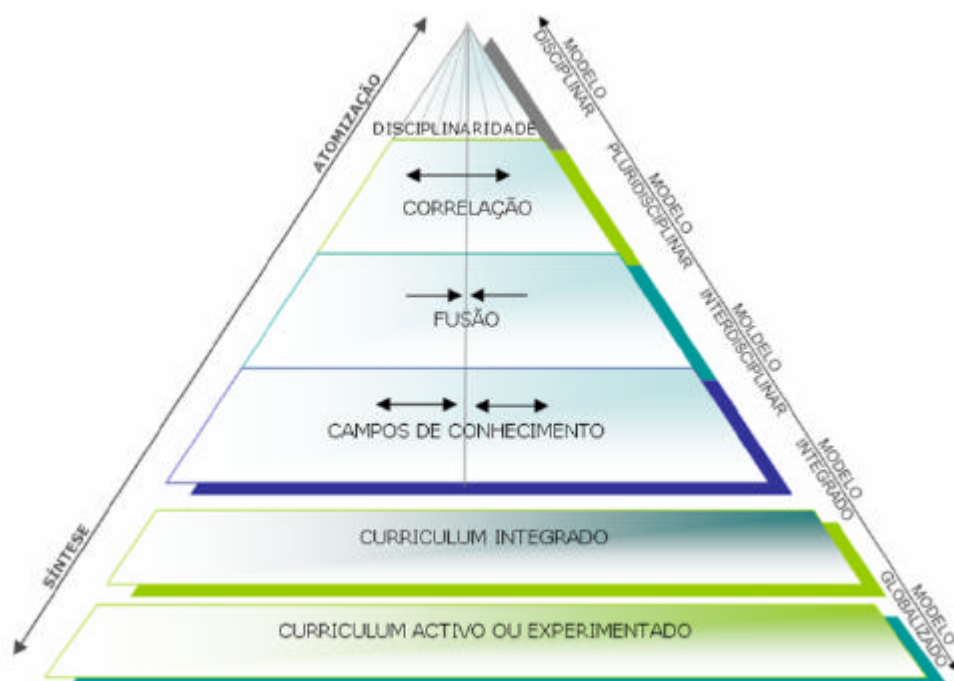 ATOMIZAÇÃO
SÍNTESE
DISCIPLINARIDADE
CORRELAÇÃO
FUSÃO
CAMPOS DE CONHECIMENTO
CURRICULUM INTEGRADO
CURRICULUM ACTIVO OU EXPERIMENTADO
MODELO
DISCIPLINAR
MODELO
PLURIDISCIPLINAR
MOLDELO
INTERDISCIPLINAR
MODELO
INTEGRADO
MODELO
GLOBALIZADO